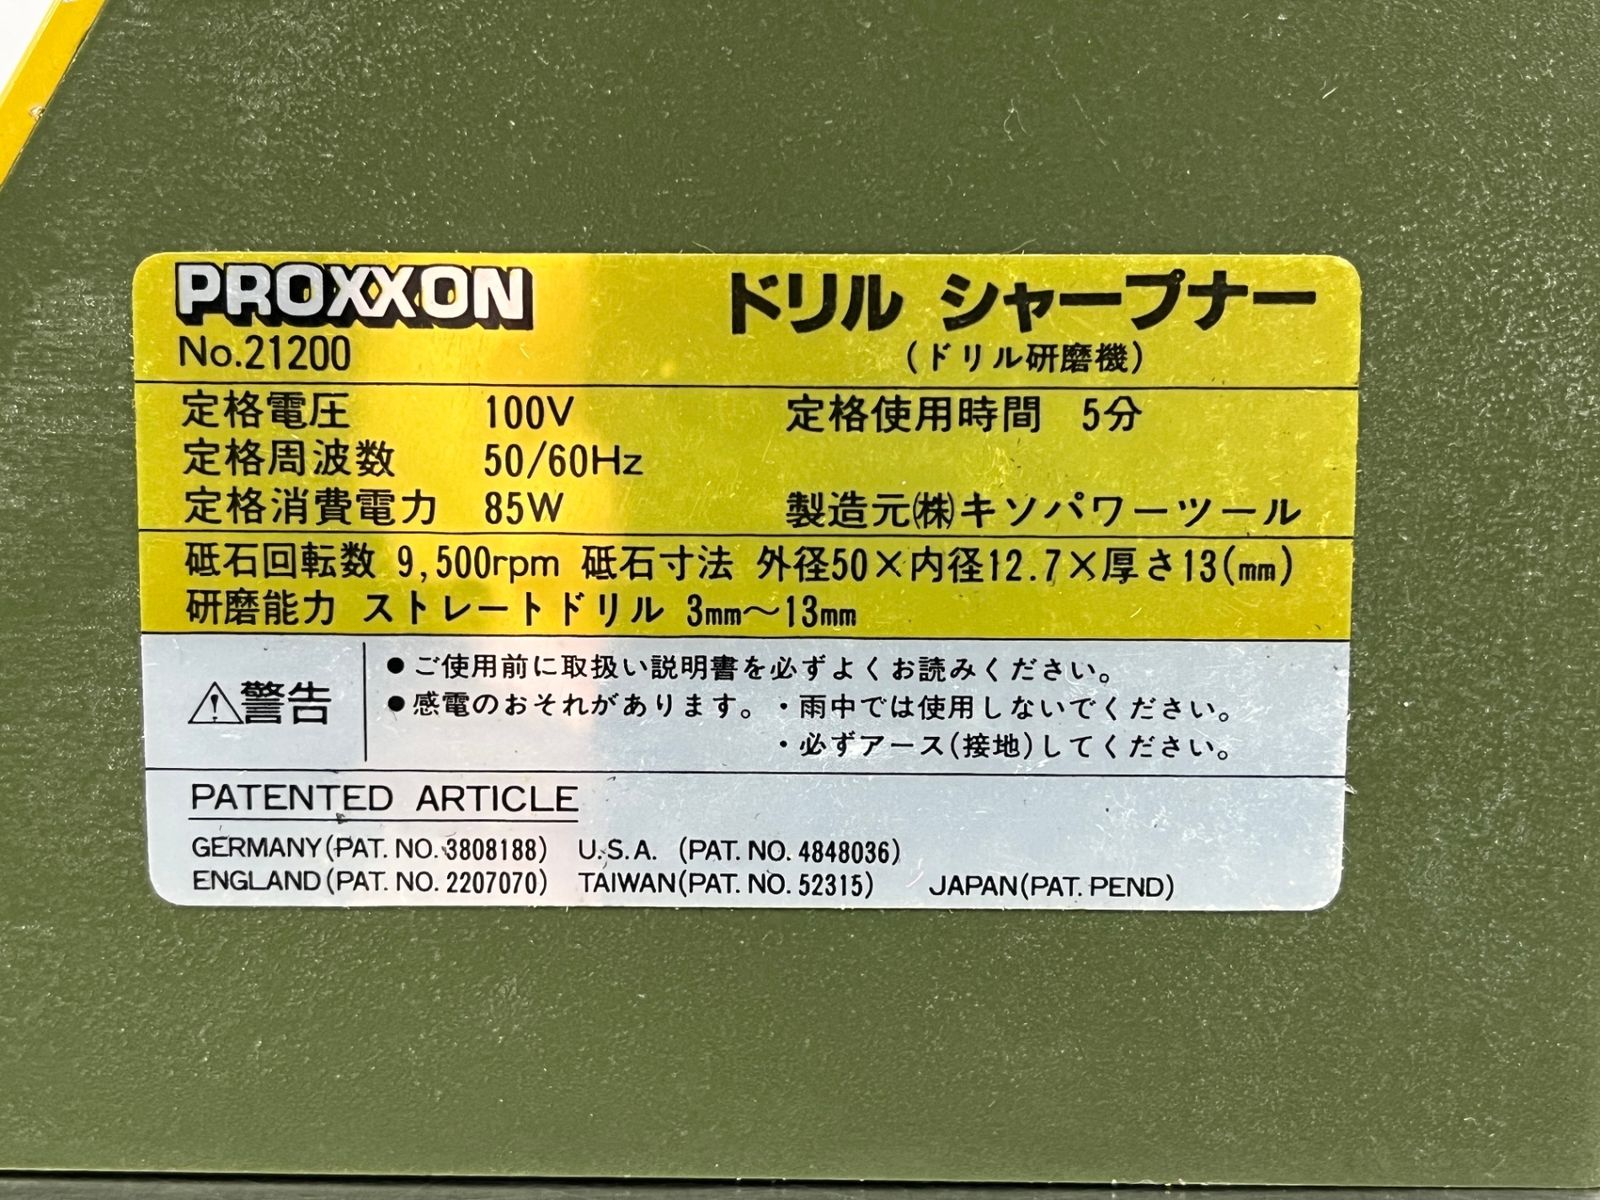 PROXXON ドリル シャープナー
No.21200 (ドリル研磨機)
定格電圧 100V 定格使用時間 5分
定格周波数 50/60Hz
定格消費電力 85W 製造元㈱キソパワーツール
砥石回転数 9,500rpm 砥石寸法 外径50×内径12.7×厚さ13(mm)
研磨能力 ストレートドリル 3mm～13mm
⚠警告 ●ご使用前に取扱い説明書を必ずよくお読みください。
●感電のおそれがあります。・雨中では使用しないでください。
・必ずアース(接地)してください。
PATENTED ARTICLE
GERMANY(PAT. NO. 3808188) U.S.A. (PAT. NO. 4848036)
ENGLAND(PAT. NO. 2207070) TAIWAN(PAT. NO. 52315) JAPAN(PAT. PEND)